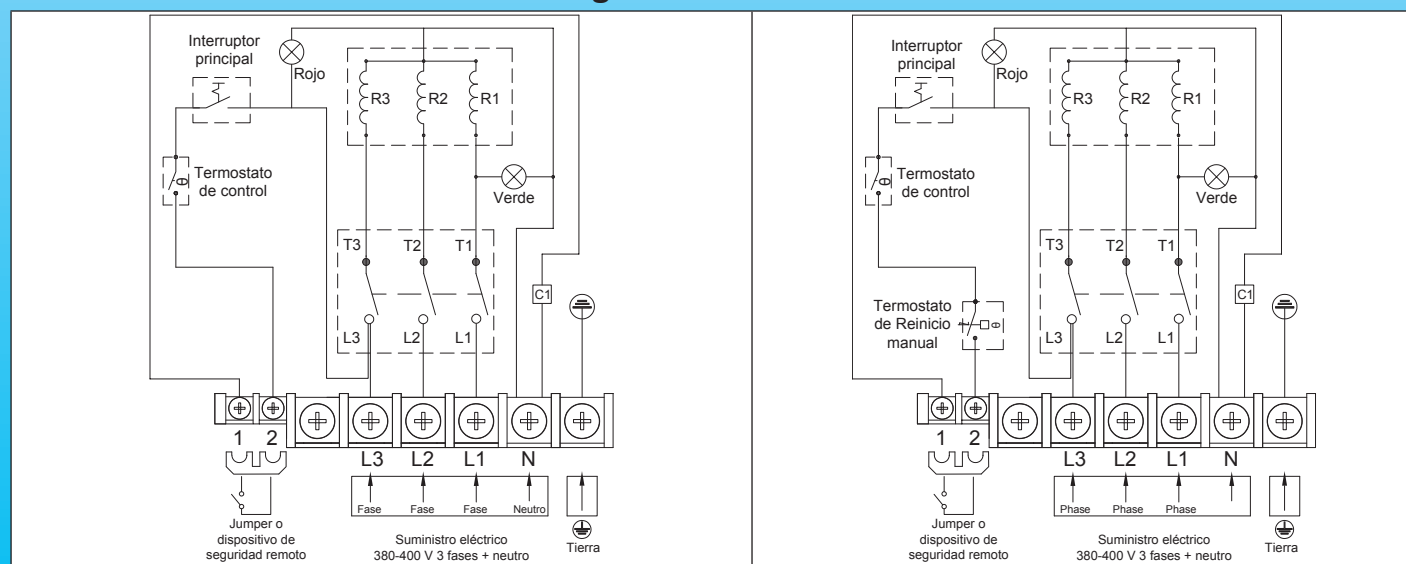 Interruptor
principal
Rojo
R3 R2 R1
Termostato
de control
θ
Verde
T3 T2 T1
C1
L3 L2 L1
1 2
L3 L2 L1 N
Fase Fase Fase Neutro
Jumper o
dispositivo de
seguridad remoto
Suministro eléctrico
380-400 V 3 fases + neutro
Tierra
Interruptor
principal
Rojo
R3 R2 R1
Termostato
de control
θ
Verde
T3 T2 T1
C1
Termostato
de Reinicio
manual
θ
L3 L2 L1
1 2
L3 L2 L1 N
Phase Phase Phase
Jumper o
dispositivo de
seguridad remoto
Suministro eléctrico
380-400 V 3 fases + neutro
Tierra